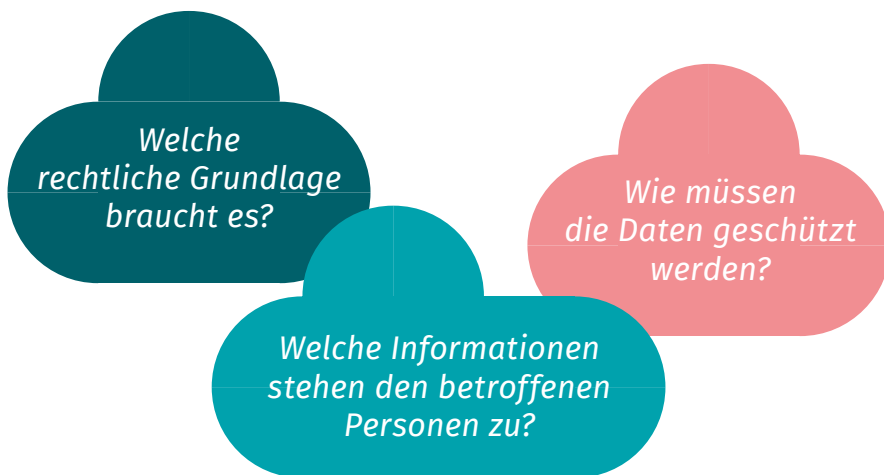 Welche
rechtliche Grundlage
braucht es?
Wie müssen
die Daten geschützt
werden?
Welche Informationen
stehen den betroffenen
Personen zu?